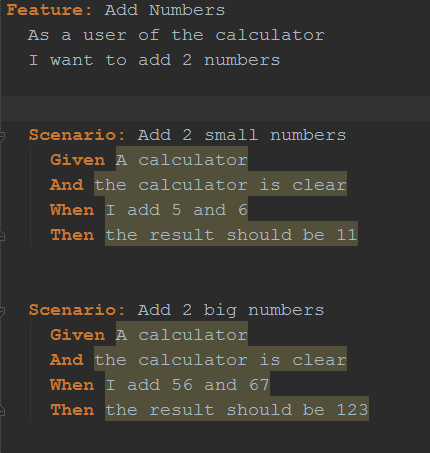 Feature: Add Numbers
As a user of the calculator
I want to add 2 numbers
Scenario: Add 2 small numbers
Given A calculator
And the calculator is clear
When I add 5 and 6
Then the result should be 11
Scenario: Add 2 big numbers
Given A calculator
And the calculator is clear
When I add 56 and 67
Then the result should be 123